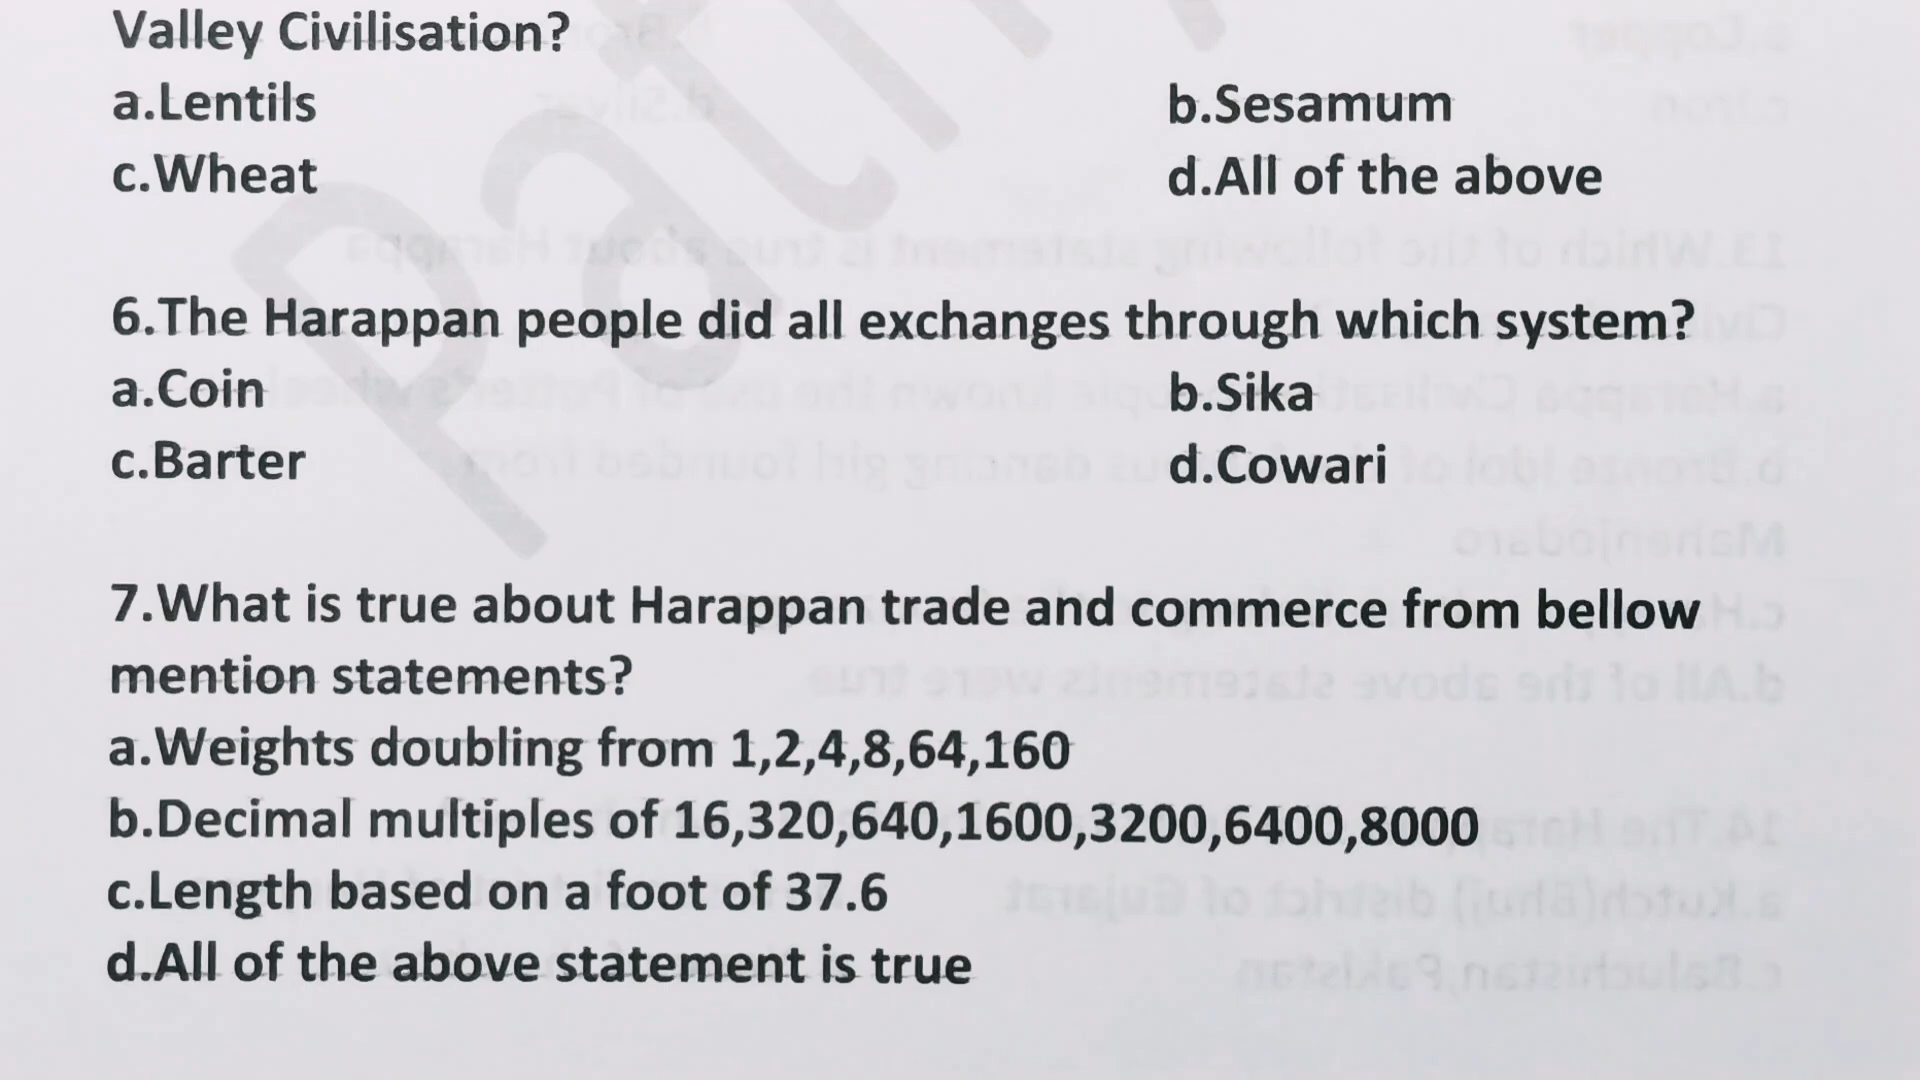 Valley Civilisation?
a.Lentils b.Sesamum
c.Wheat d.All of the above
6.The Harappan people did all exchanges through which system?
a.Coin b.Sika
c.Barter d.Cowari
7.What is true about Harappan trade and commerce from bellow
mention statements?
a.Weights doubling from 1,2,4,8,64,160
b.Decimal multiples of 16,320,640,1600,3200,6400,8000
c.Length based on a foot of 37.6
d.All of the above statement is true